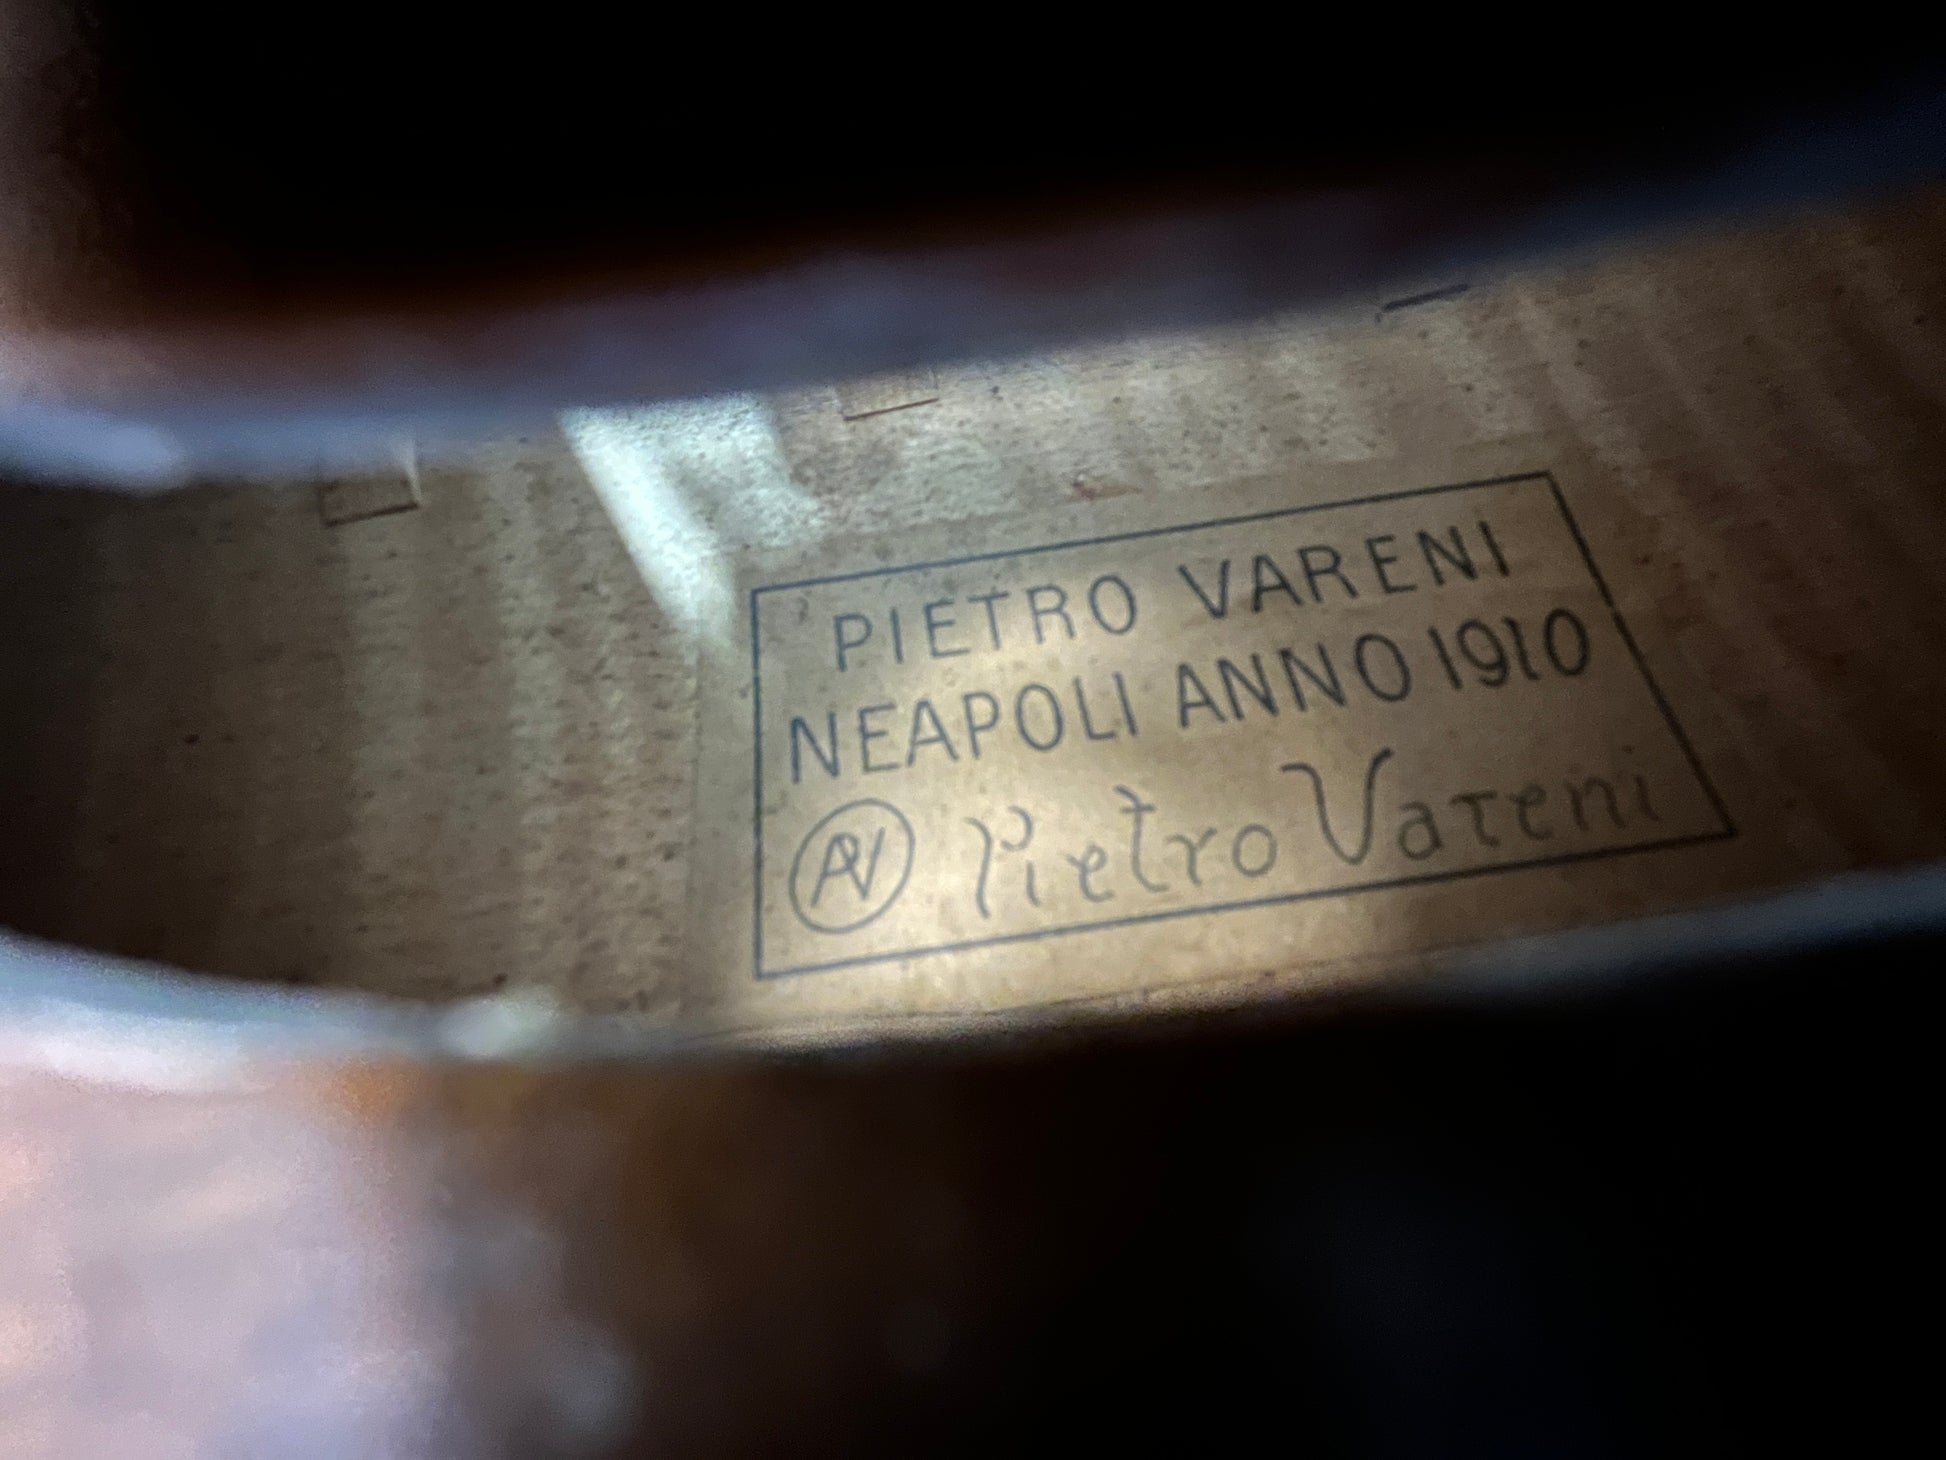 PIETRO VARENI
NEAPOLI ANNO 1910
PV Pietro Vareni